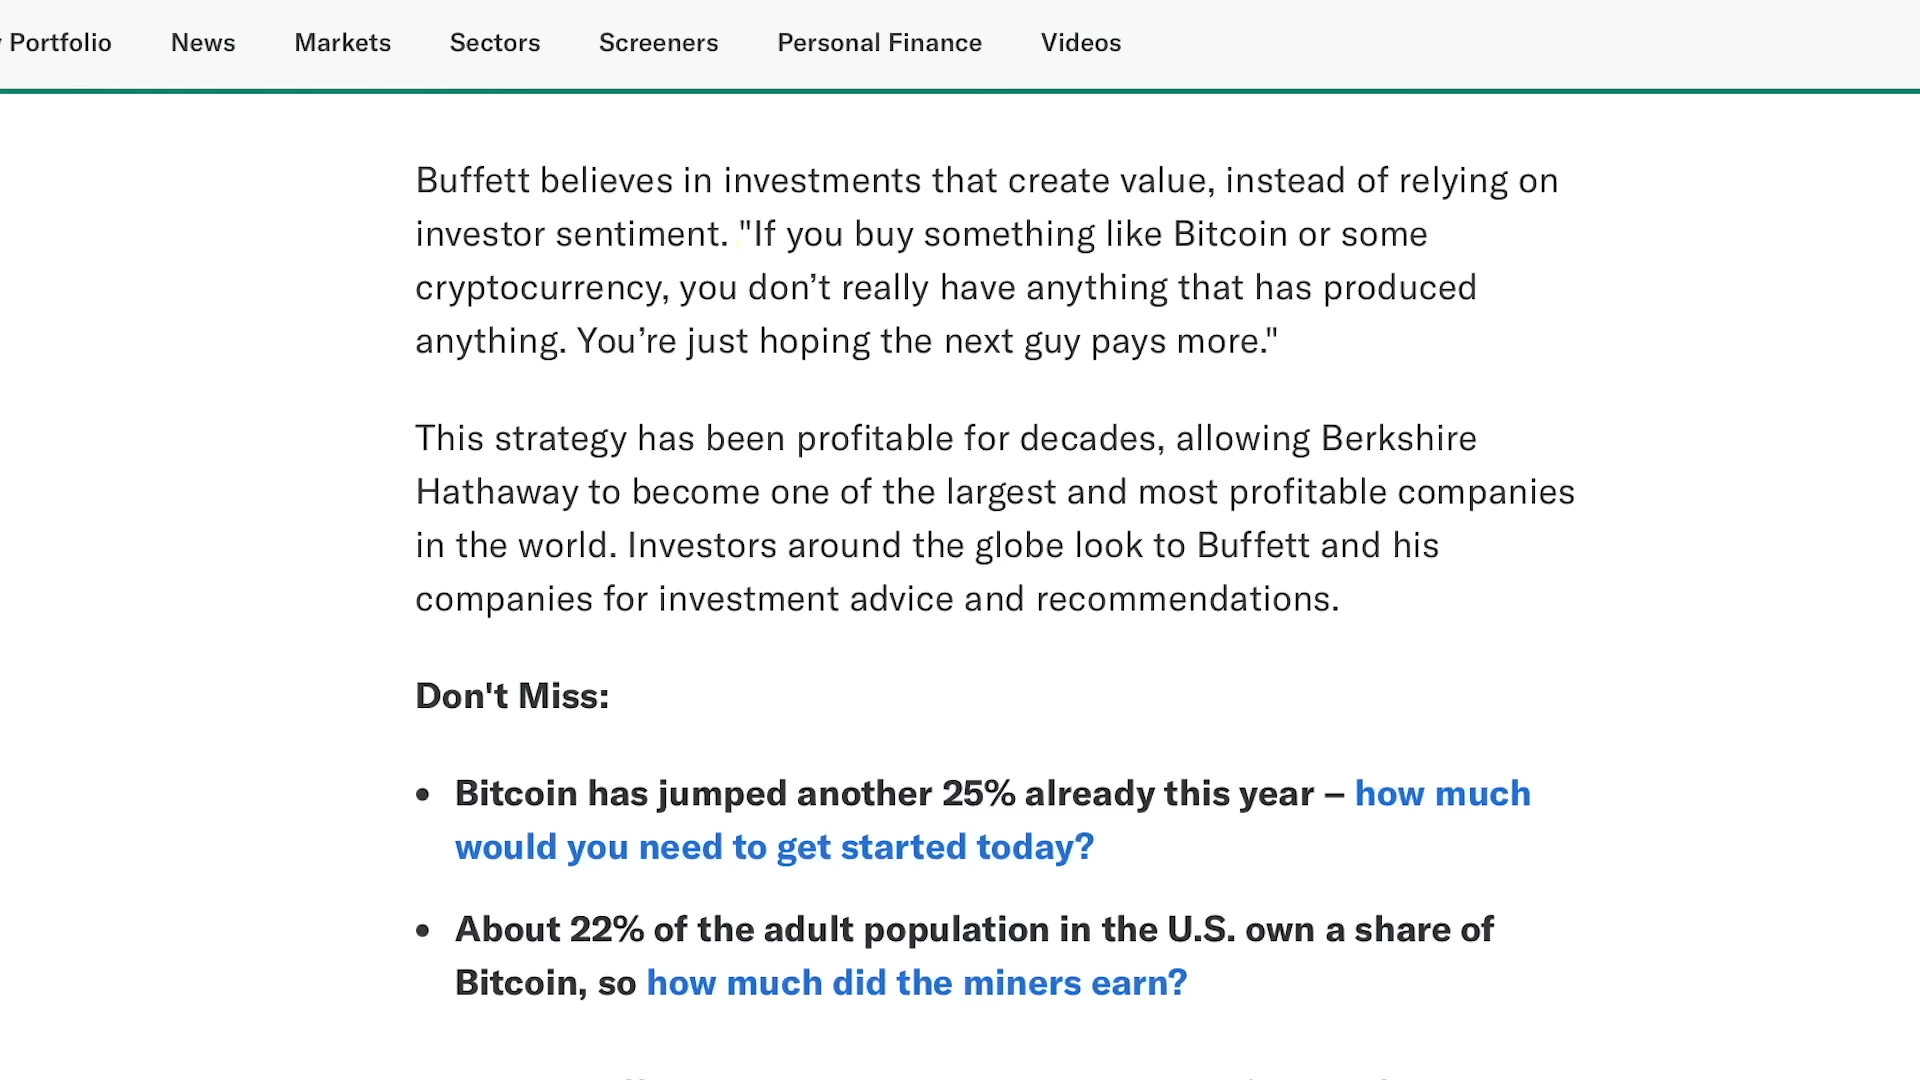 Portfolio News Markets Sectors Screeners Personal Finance Videos
Buffett believes in investments that create value, instead of relying on
investor sentiment. "If you buy something like Bitcoin or some
cryptocurrency, you don’t really have anything that has produced
anything. You’re just hoping the next guy pays more."
This strategy has been profitable for decades, allowing Berkshire
Hathaway to become one of the largest and most profitable companies
in the world. Investors around the globe look to Buffett and his
companies for investment advice and recommendations.
Don't Miss:
• Bitcoin has jumped another 25% already this year – how much
would you need to get started today?
• About 22% of the adult population in the U.S. own a share of
Bitcoin, so how much did the miners earn?